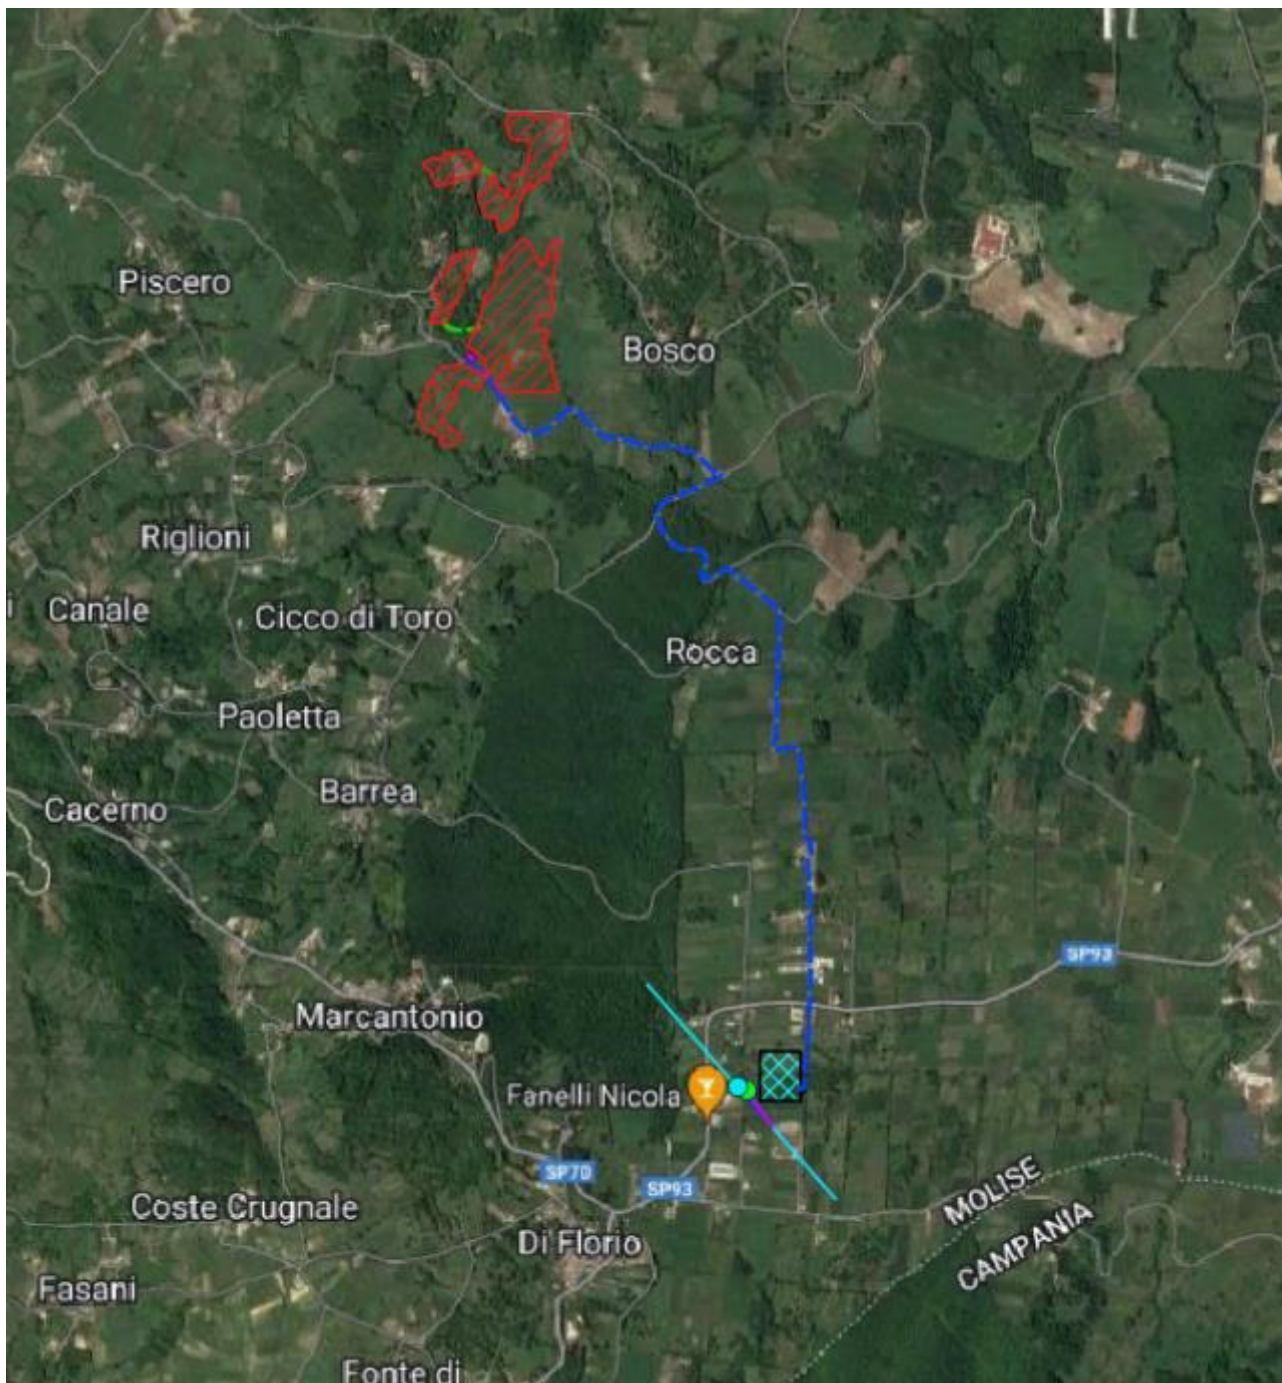 Piscero
Bosco
Riglioni
Canale
Cicco di Toro
Rocca
Paoletta
Barrea
Cacerno
SP93
Marcantonio
Fanelli Nicola
SP70
SP93
MOLISE
Coste Crugnale
Di Florio
CAMPANIA
Fasani
Fonte di